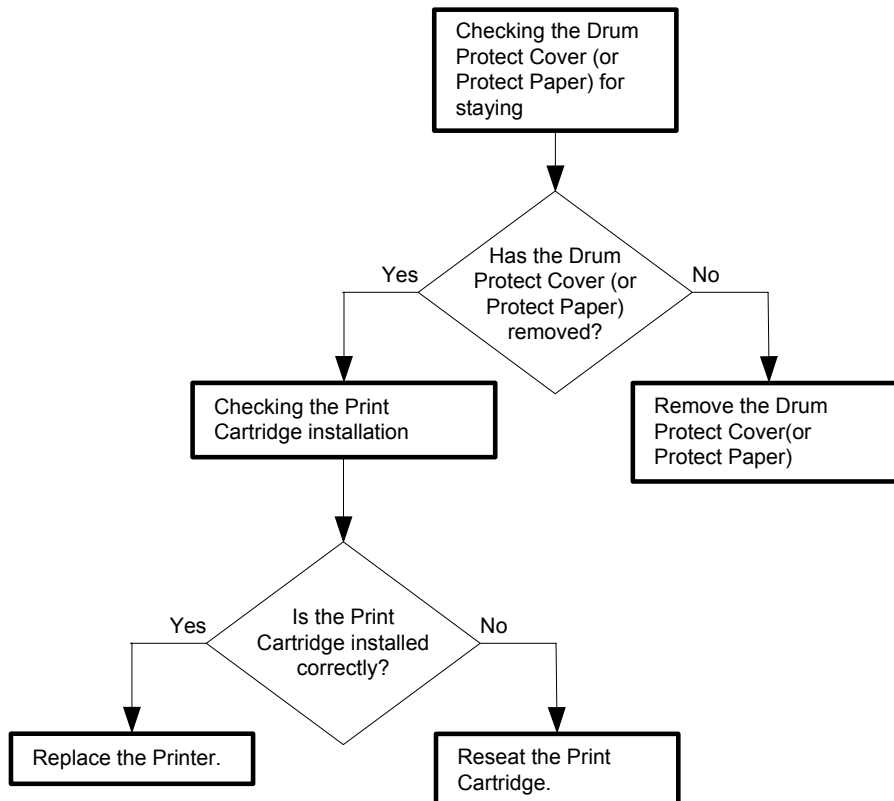 Checking the Drum
Protect Cover (or
Protect Paper) for
staying
Has the Drum
Protect Cover (or
Protect Paper)
removed?
Yes
No
Checking the Print
Cartridge installation
Remove the Drum
Protect Cover(or
Protect Paper)
Is the Print
Cartridge installed
correctly?
Yes
No
Replace the Printer.
Reseat the Print
Cartridge.